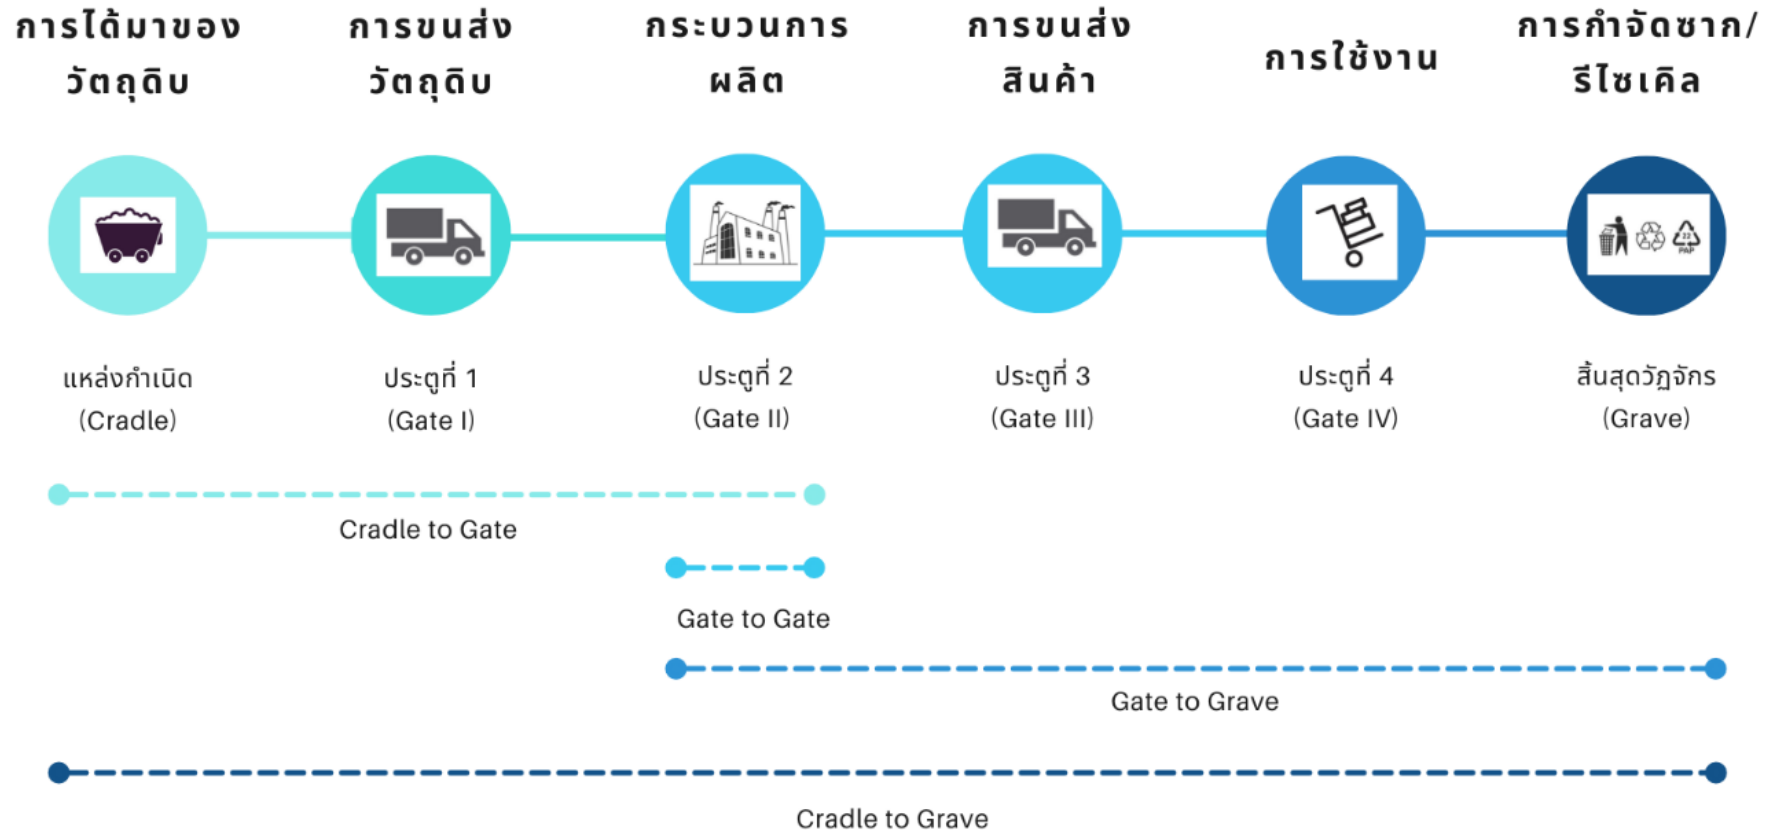 การได้มาของ
วัตถุดิบ
การขนส่ง
วัตถุดิบ
กระบวนการ
ผลิต
การขนส่ง
สินค้า
การใช้งาน
การกำจัดซาก/
รีไซเคิล
22
PAP
แหล่งกำเนิด
(Cradle)
ประตูที่ 1
(Gate I)
ประตูที่ 2
(Gate II)
ประตูที่ 3
(Gate III)
ประตูที่ 4
(Gate IV)
สิ้นสุดวัฏจักร
(Grave)
Cradle to Gate
Gate to Gate
Gate to Grave
Cradle to Grave